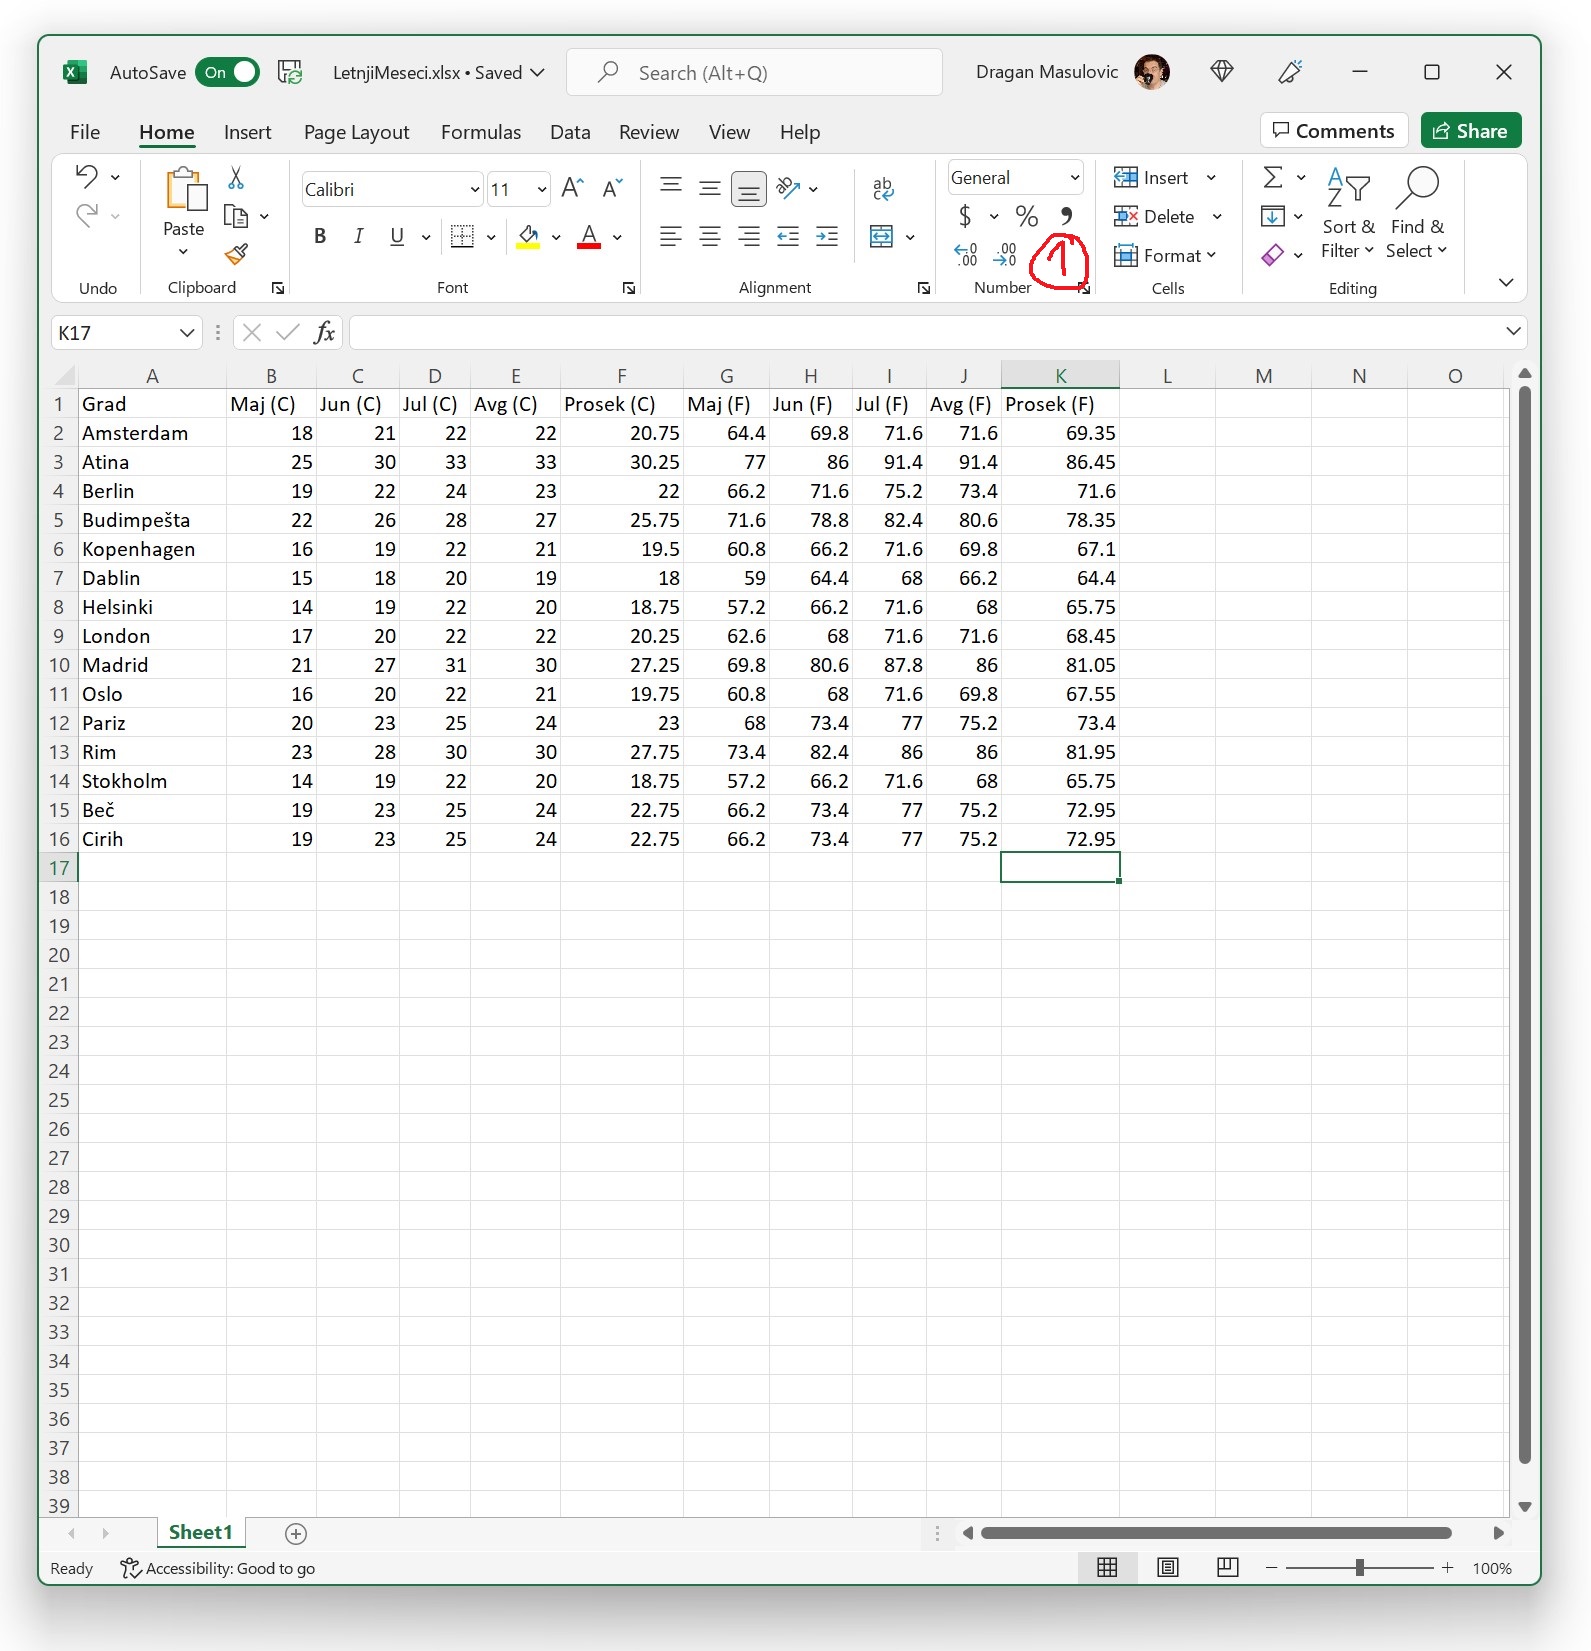 AutoSave On LetnjiMeseci.xlsx • Saved Search (Alt+Q) Dragan Masulovic
File Home Insert Page Layout Formulas Data Review View Help Comments Share
Calibri 11 General Insert
Paste $ % , Delete Sort & Filter Find & Select
B I U A Format
1
Undo Clipboard Font Alignment Number Cells Editing
K17 fx
A B C D E F G H I J K L M N O
1 Grad Maj (C) Jun (C) Jul (C) Avg (C) Prosek (C) Maj (F) Jun (F) Jul (F) Avg (F) Prosek (F)
2 Amsterdam 18 21 22 22 20.75 64.4 69.8 71.6 71.6 69.35
3 Atina 25 30 33 33 30.25 77 86 91.4 91.4 86.45
4 Berlin 19 22 24 23 22 66.2 71.6 75.2 73.4 71.6
5 Budimpešta 22 26 28 27 25.75 71.6 78.8 82.4 80.6 78.35
6 Kopenhagen 16 19 22 21 19.5 60.8 66.2 71.6 69.8 67.1
7 Dablin 15 18 20 19 18 59 64.4 68 66.2 64.4
8 Helsinki 14 19 22 20 18.75 57.2 66.2 71.6 68 65.75
9 London 17 20 22 22 20.25 62.6 68 71.6 71.6 68.45
10 Madrid 21 27 31 30 27.25 69.8 80.6 87.8 86 81.05
11 Oslo 16 20 22 21 19.75 60.8 68 71.6 69.8 67.55
12 Pariz 20 23 25 24 23 68 73.4 77 75.2 73.4
13 Rim 23 28 30 30 27.75 73.4 82.4 86 86 81.95
14 Stokholm 14 19 22 20 18.75 57.2 66.2 71.6 68 65.75
15 Beč 19 23 25 24 22.75 66.2 73.4 77 75.2 72.95
16 Cirih 19 23 25 24 22.75 66.2 73.4 77 75.2 72.95
17
18
19
20
21
22
23
24
25
26
27
28
29
30
31
32
33
34
35
36
37
38
39
Sheet1
Ready Accessibility: Good to go 100%